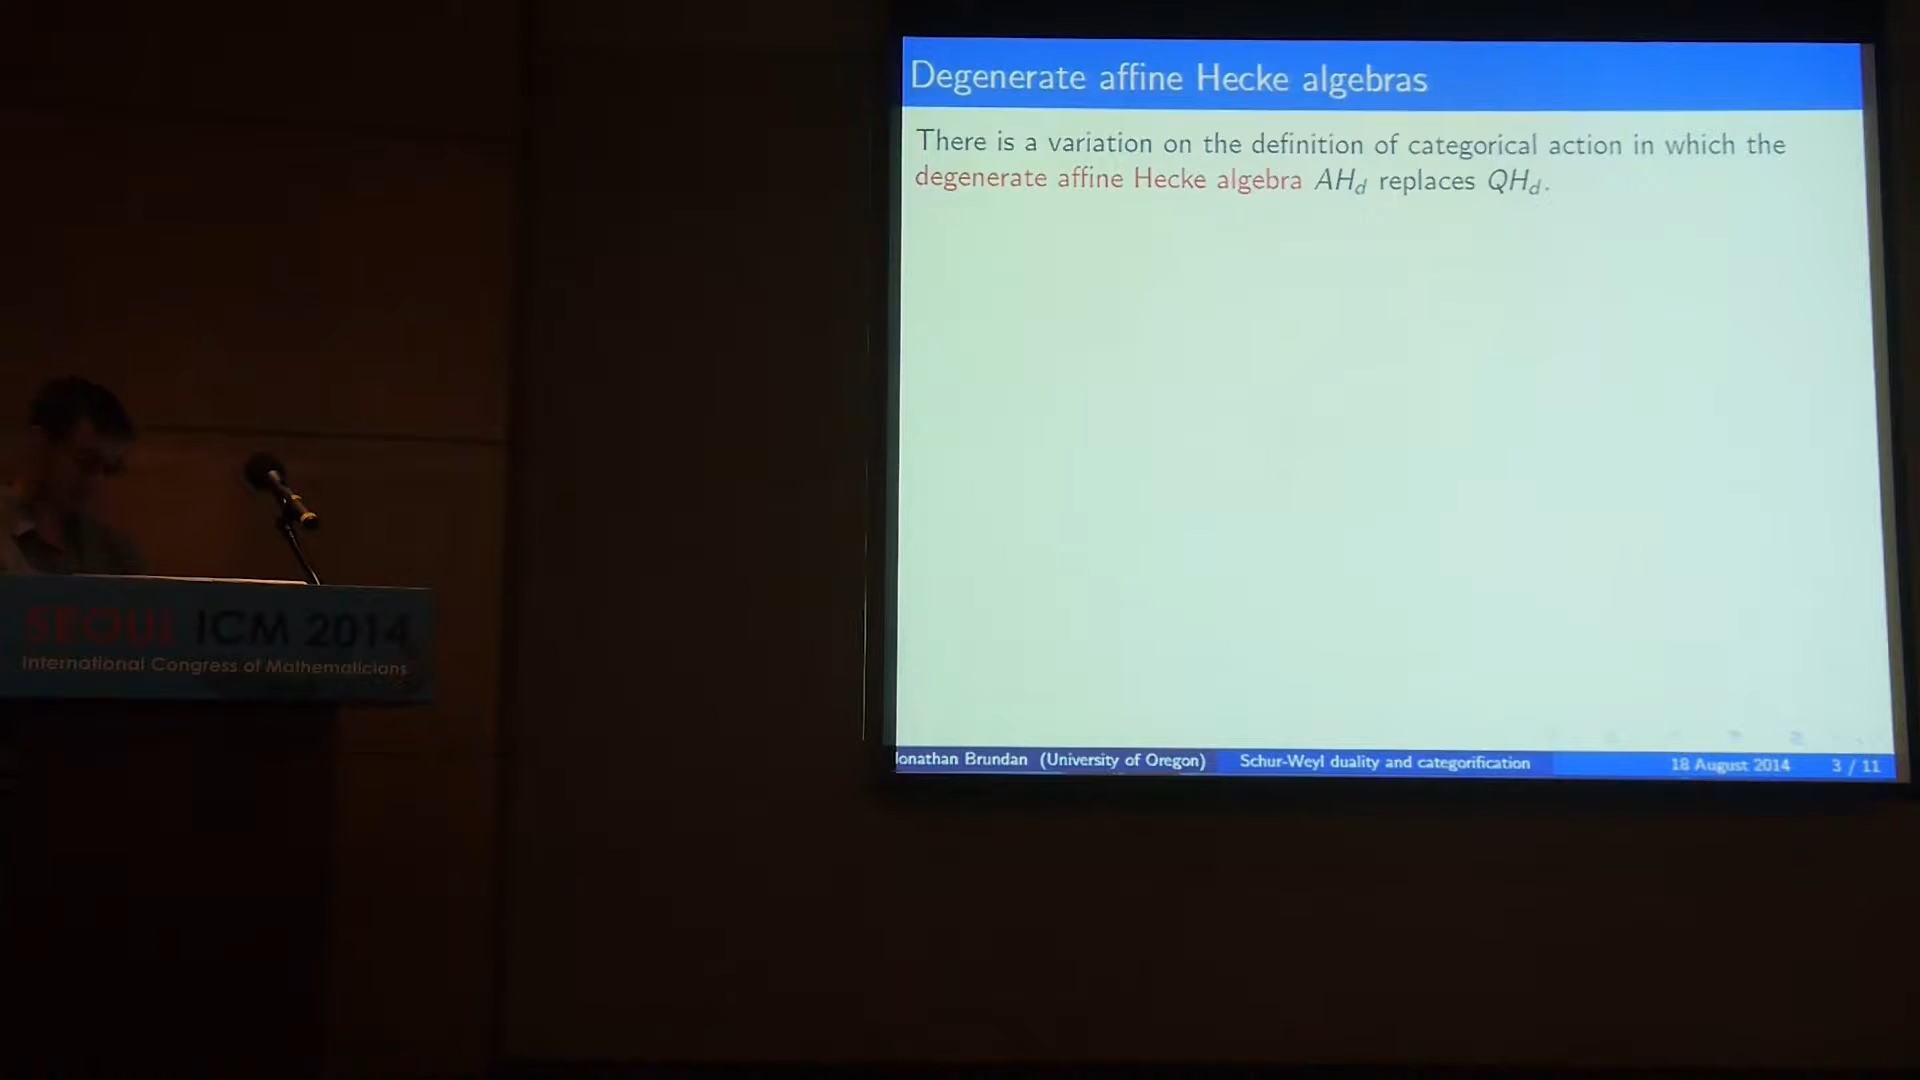 Degenerate affine Hecke algebras
There is a variation on the definition of categorical action in which the
degenerate affine Hecke algebra AH_d replaces QH_d.
Jonathan Brundan (University of Oregon) Schur-Weyl duality and categorification 18 August 2014 3 / 11
SEOUL ICM 2014
International Congress of Mathematicians